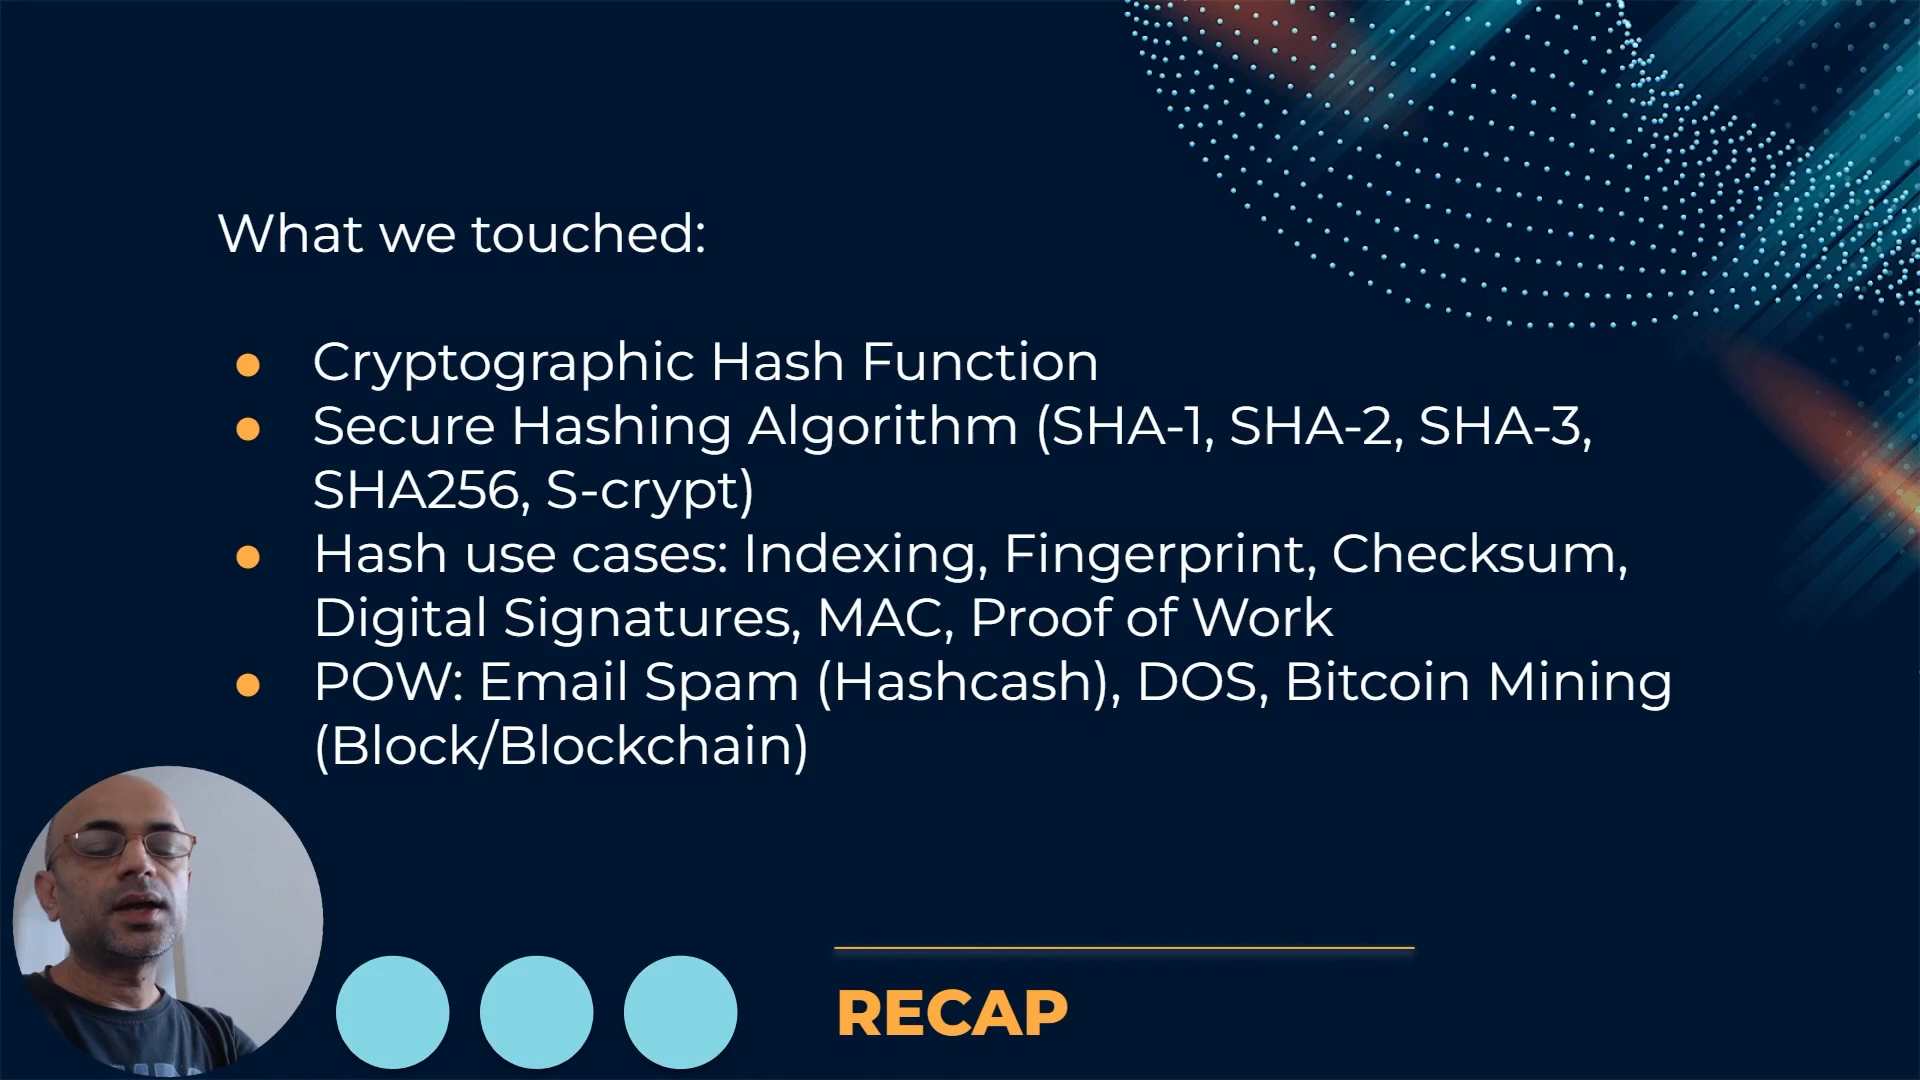 What we touched:
● Cryptographic Hash Function
● Secure Hashing Algorithm (SHA-1, SHA-2, SHA-3,
SHA256, S-crypt)
● Hash use cases: Indexing, Fingerprint, Checksum,
Digital Signatures, MAC, Proof of Work
● POW: Email Spam (Hashcash), DOS, Bitcoin Mining
(Block/Blockchain)
RECAP